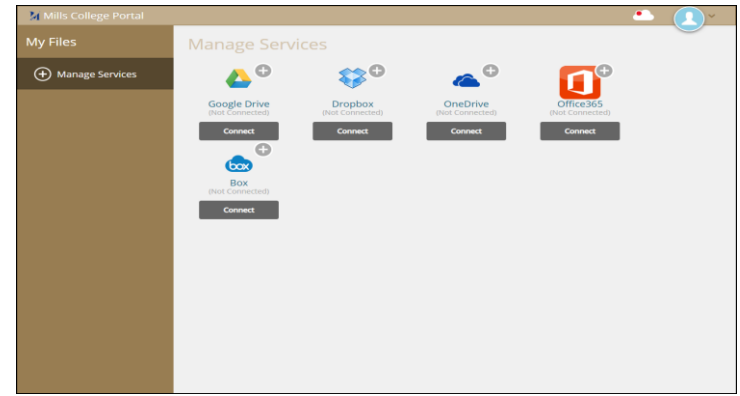 Mills College Portal
My Files
Manage Services
Manage Services
Google Drive
(Not Connected)
Connect
Dropbox
(Not Connected)
Connect
OneDrive
(Not Connected)
Connect
Office365
(Not Connected)
Connect
box
Box
(Not Connected)
Connect